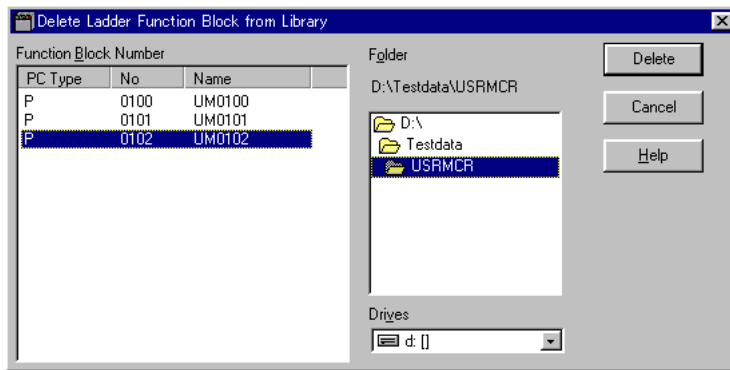 Delete Ladder Function Block from Library
Function Block Number
PC Type No Name
P 0100 UM0100
P 0101 UM0101
P 0102 UM0102
Folder
D:\Testdata\USRMCR
D:\
Testdata
USRMCR
Drives
d: []
Delete
Cancel
Help